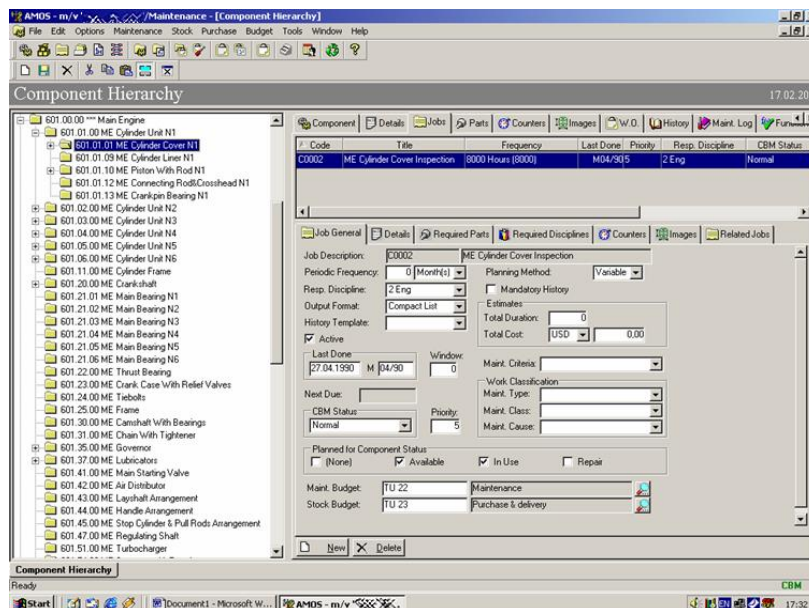 AMOS - m/v /Maintenance - [Component Hierarchy]
File Edit Options Maintenance Stock Purchase Budget Tools Window Help
Component Hierarchy
17.02.20
601.00.00 *** Main Engine
601.01.00 ME Cylinder Unit N1
601.01.01 ME Cylinder Cover N1
601.01.09 ME Cylinder Liner N1
601.01.10 ME Piston With Rod N1
601.01.12 ME Connecting Rod&Crosshead N1
601.01.13 ME Crankpin Bearing N1
601.02.00 ME Cylinder Unit N2
601.03.00 ME Cylinder Unit N3
601.04.00 ME Cylinder Unit N4
601.05.00 ME Cylinder Unit N5
601.06.00 ME Cylinder Unit N6
601.11.00 ME Cylinder Frame
601.20.00 ME Crankshaft
601.21.01 ME Main Bearing N1
601.21.02 ME Main Bearing N2
601.21.03 ME Main Bearing N3
601.21.04 ME Main Bearing N4
601.21.05 ME Main Bearing N5
601.21.06 ME Main Bearing N6
601.22.00 ME Thrust Bearing
601.23.00 ME Crank Case With Relief Valves
601.24.00 ME Tiebolts
601.25.00 ME Frame
601.30.00 ME Camshaft With Bearings
601.31.00 ME Chain With Tightener
601.35.00 ME Governor
601.37.00 ME Lubricators
601.41.00 ME Main Starting Valve
601.42.00 ME Air Distributor
601.43.00 ME Layshaft Arrangement
601.44.00 ME Handle Arrangement
601.45.00 ME Stop Cylinder & Pull Rods Arrangement
601.47.00 ME Regulating Shaft
601.51.00 ME Turbocharger
Component Details Jobs Parts Counters Images W.O. History Maint. Log Fun
Code Title Frequency Last Done Priority Resp. Discipline CBM Status
C0002 ME Cylinder Cover Inspection 8000 Hours (8000) M04/90 5 2 Eng Normal
Job General Details Required Parts Required Disciplines Counters Images Related Jobs
Job Description: C0002 ME Cylinder Cover Inspection
Periodic Frequency: 0 Month(s) Planning Method: Variable
Resp. Discipline: 2 Eng Mandatory History
Output Format: Compact List Estimates
History Template: Total Duration: 0
Active Total Cost: USD 0,00
Last Done Window:
27.04.1990 M 04/90 0 Maint. Criteria:
Work Classification
Next Due: Maint. Type:
CBM Status Priority: Maint. Class:
Normal 5 Maint. Cause:
Planned for Component Status
(None) Available In Use Repair
Maint. Budget: TU 22 Maintenance
Stock Budget: TU 23 Purchase & delivery
New Delete
Component Hierarchy
Ready CBM
Start Document1 - Microsoft W... AMOS - m/v EN 17:32